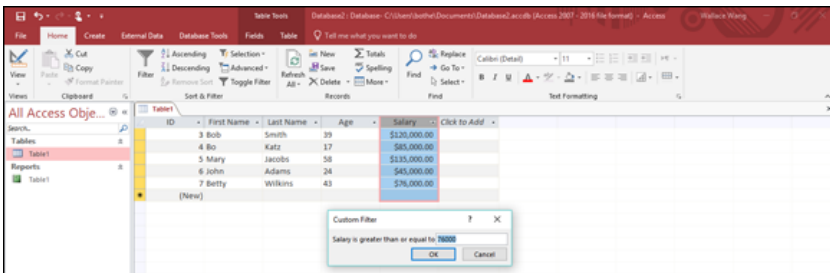 Table Tools Database2 : Database- C:\Users\bothe\Documents\Database2.accdb (Access 2007 - 2016 file format) - Access Wallace Wang
File Home Create External Data Database Tools Fields Table Tell me what you want to do
View
Paste
Cut
Copy
Format Painter
Filter
Ascending
Descending
Remove Sort
Selection
Advanced
Toggle Filter
Refresh
All
New
Save
Delete
Totals
Spelling
More
Find
Replace
Go To
Select
Calibri (Detail) 11
B I U A
Views Clipboard Sort & Filter Records Find Text Formatting
All Access Obje...
Search..
Tables
Table1
Reports
Table1
Table1
ID First Name Last Name Age Salary Click to Add
3 Bob Smith 39 $120,000.00
4 Bo Katz 17 $85,000.00
5 Mary Jacobs 58 $135,000.00
6 John Adams 24 $45,000.00
7 Betty Wilkins 43 $76,000.00
(New)
Custom Filter ?
Salary is greater than or equal to 76000
OK Cancel